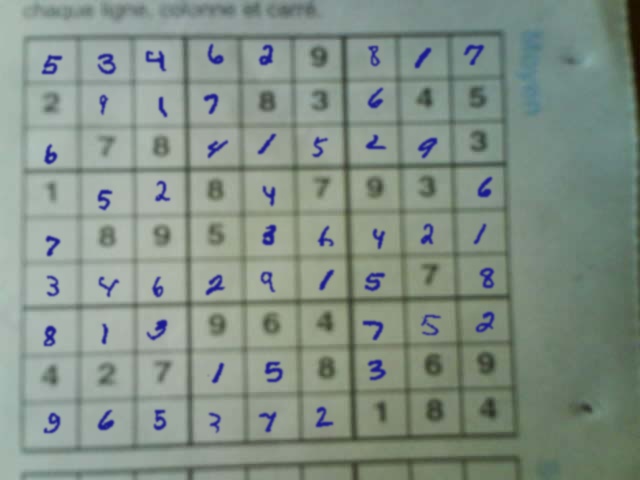 chaque ligne, colonne et carré.
5 3 4 6 2 9 8 1 7
2 9 1 7 8 3 6 4 5
6 7 8 4 1 5 2 9 3
1 5 2 8 4 7 9 3 6
7 8 9 5 3 6 4 2 1
3 4 6 2 9 1 5 7 8
8 1 3 9 6 4 7 5 2
4 2 7 1 5 8 3 6 9
9 6 5 3 7 2 1 8 4
Moyen